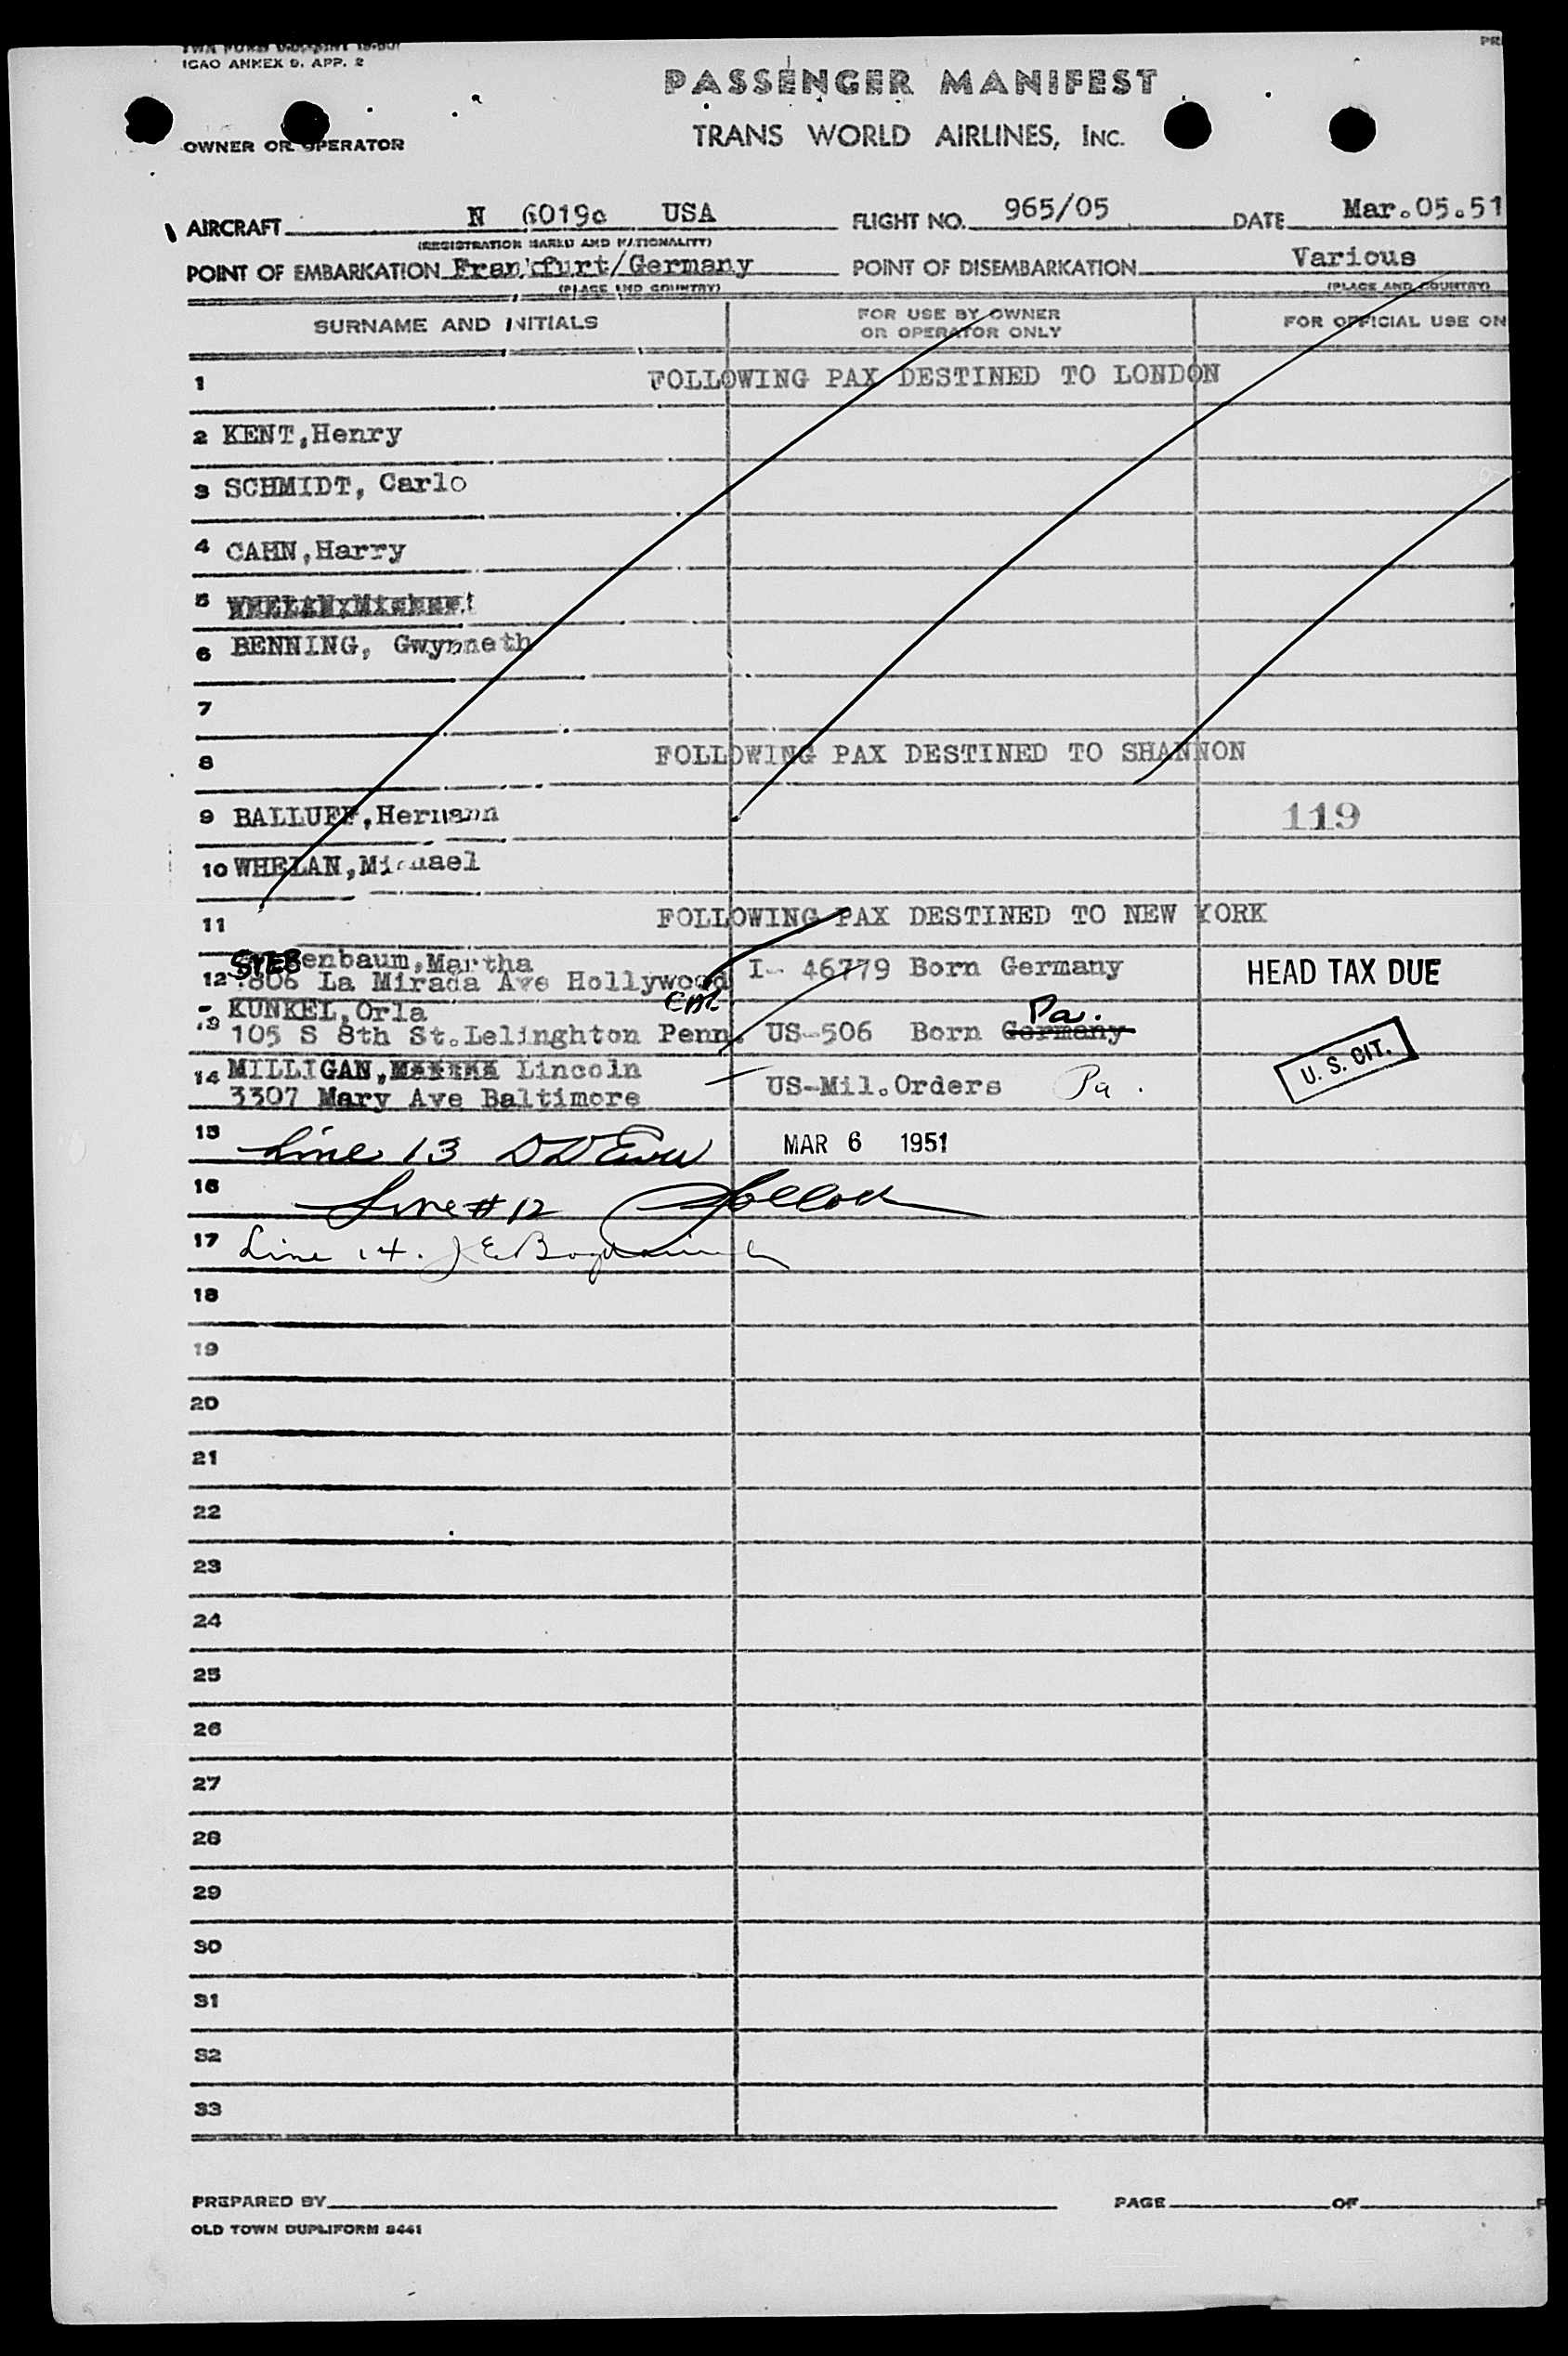 ICAO ANNEX 9, APP. 2
PASSENGER MANIFEST
TRANS WORLD AIRLINES, INC.
OWNER OR OPERATOR
AIRCRAFT N 6019c USA FLIGHT NO. 965/05 DATE Mar.05.51
(REGISTRATION MARKS AND NATIONALITY)
POINT OF EMBARKATION Frankfurt/Germany POINT OF DISEMBARKATION Various
(PLACE AND COUNTRY) (PLACE AND COUNTRY)
SURNAME AND INITIALS FOR USE BY OWNER OR OPERATOR ONLY FOR OFFICIAL USE ON
1 FOLLOWING PAX DESTINED TO LONDON
2 KENT,Henry
3 SCHMIDT, Carlo
4 CAHN,Harry
5
6 BENNING, Gwynneth
7
8 FOLLOWING PAX DESTINED TO SHANNON
9 BALLUFF,Hermann 119
10 WHELAN,Michael
11 FOLLOWING PAX DESTINED TO NEW YORK
12 STEBenbaum,Martha I- 46779 Born Germany HEAD TAX DUE
La Mirada Ave Hollywood Cal
13 KUNKEL,Orla Pa.
105 S 8th St.Lelinghton Penn. US-506 Born Germany
14 MILLIGAN, Lincoln U. S. CIT.
3307 Mary Ave Baltimore US-Mil.Orders Pa.
15 Line 13 MAR 6 1951
16 Line # 12
17 Line 14.
18
19
20
21
22
23
24
25
26
27
28
29
30
31
32
33
PREPARED BY PAGE OF
OLD TOWN DUPLIFORM 8441